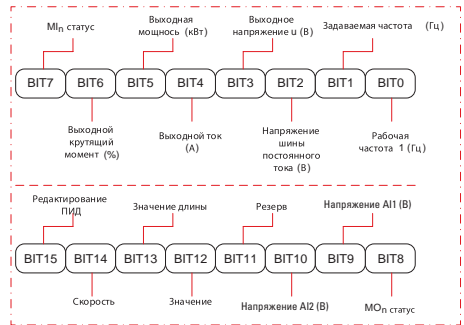 MIn статус
Выходная
мощнось (кВт)
Выходное
напряжение u (В)
Задаваемая частота (Гц)
BIT7 BIT6 BIT5 BIT4 BIT3 BIT2 BIT1 BIT0
Выходной
крутящий
момент (%)
Выходной ток
(А)
Напряжение
шины
постоянного
тока (В)
Рабочая
частота 1 (Гц)
Редактирование
ПИД
Значение длины
Резерв
Напряжение AI1 (В)
BIT15 BIT14 BIT13 BIT12 BIT11 BIT10 BIT9 BIT8
Скорость
Значение
Напряжение AI2 (В)
MOn статус